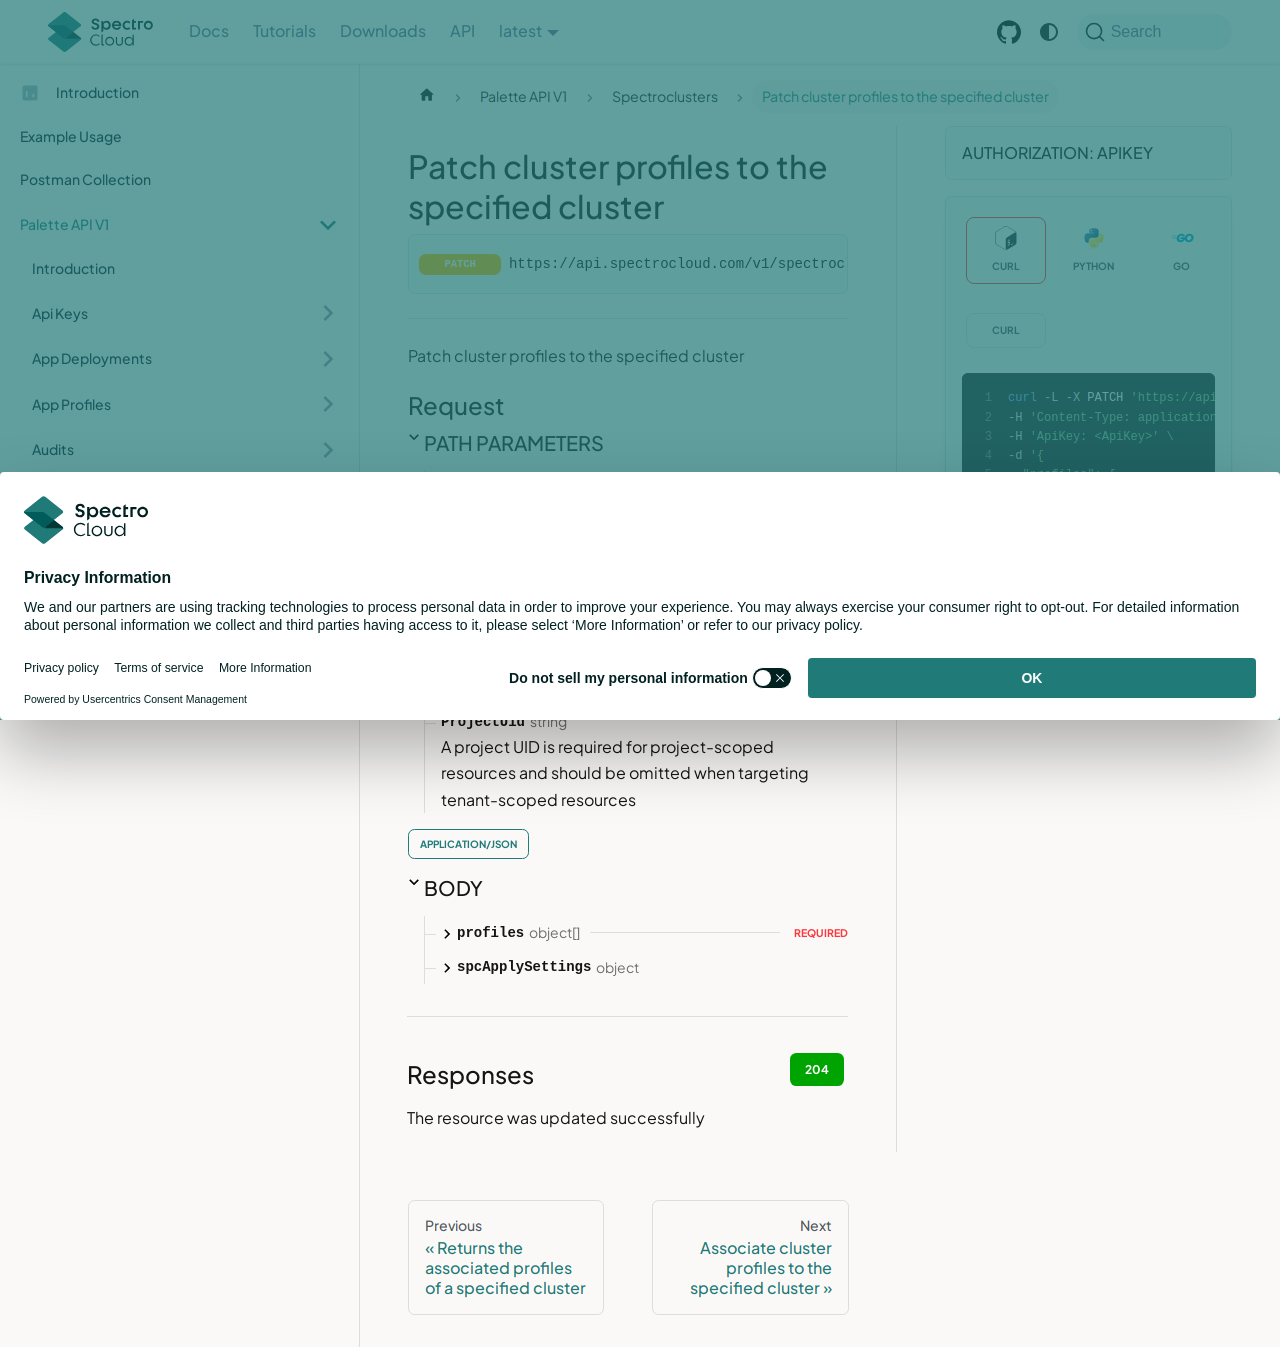 Spectro Cloud
Docs
Tutorials
Downloads
API
latest
Search
Introduction
Example Usage
Postman Collection
Palette API V1
Introduction
Api Keys
App Deployments
App Profiles
Audits
Palette API V1
Spectroclusters
Patch cluster profiles to the specified cluster
Patch cluster profiles to the
specified cluster
PATCH https://api.spectrocloud.com/v1/spectroc
Patch cluster profiles to the specified cluster
Request
PATH PARAMETERS
AUTHORIZATION: APIKEY
CURL
PYTHON
GO
CURL
1 curl -L -X PATCH 'https://api
2 -H 'Content-Type: application
3 -H 'ApiKey: <ApiKey>' \
4 -d '{
5 "profiles": [
Spectro
Cloud
Privacy Information
We and our partners are using tracking technologies to process personal data in order to improve your experience. You may always exercise your consumer right to opt-out. For detailed information
about personal information we collect and third parties having access to it, please select ‘More Information’ or refer to our privacy policy.
Privacy policy
Terms of service
More Information
Powered by Usercentrics Consent Management
Do not sell my personal information
OK
ProjectUid string
A project UID is required for project-scoped
resources and should be omitted when targeting
tenant-scoped resources
APPLICATION/JSON
BODY
profiles object[] REQUIRED
spcApplySettings object
Responses
204
The resource was updated successfully
Previous
« Returns the
associated profiles
of a specified cluster
Next
Associate cluster
profiles to the
specified cluster »